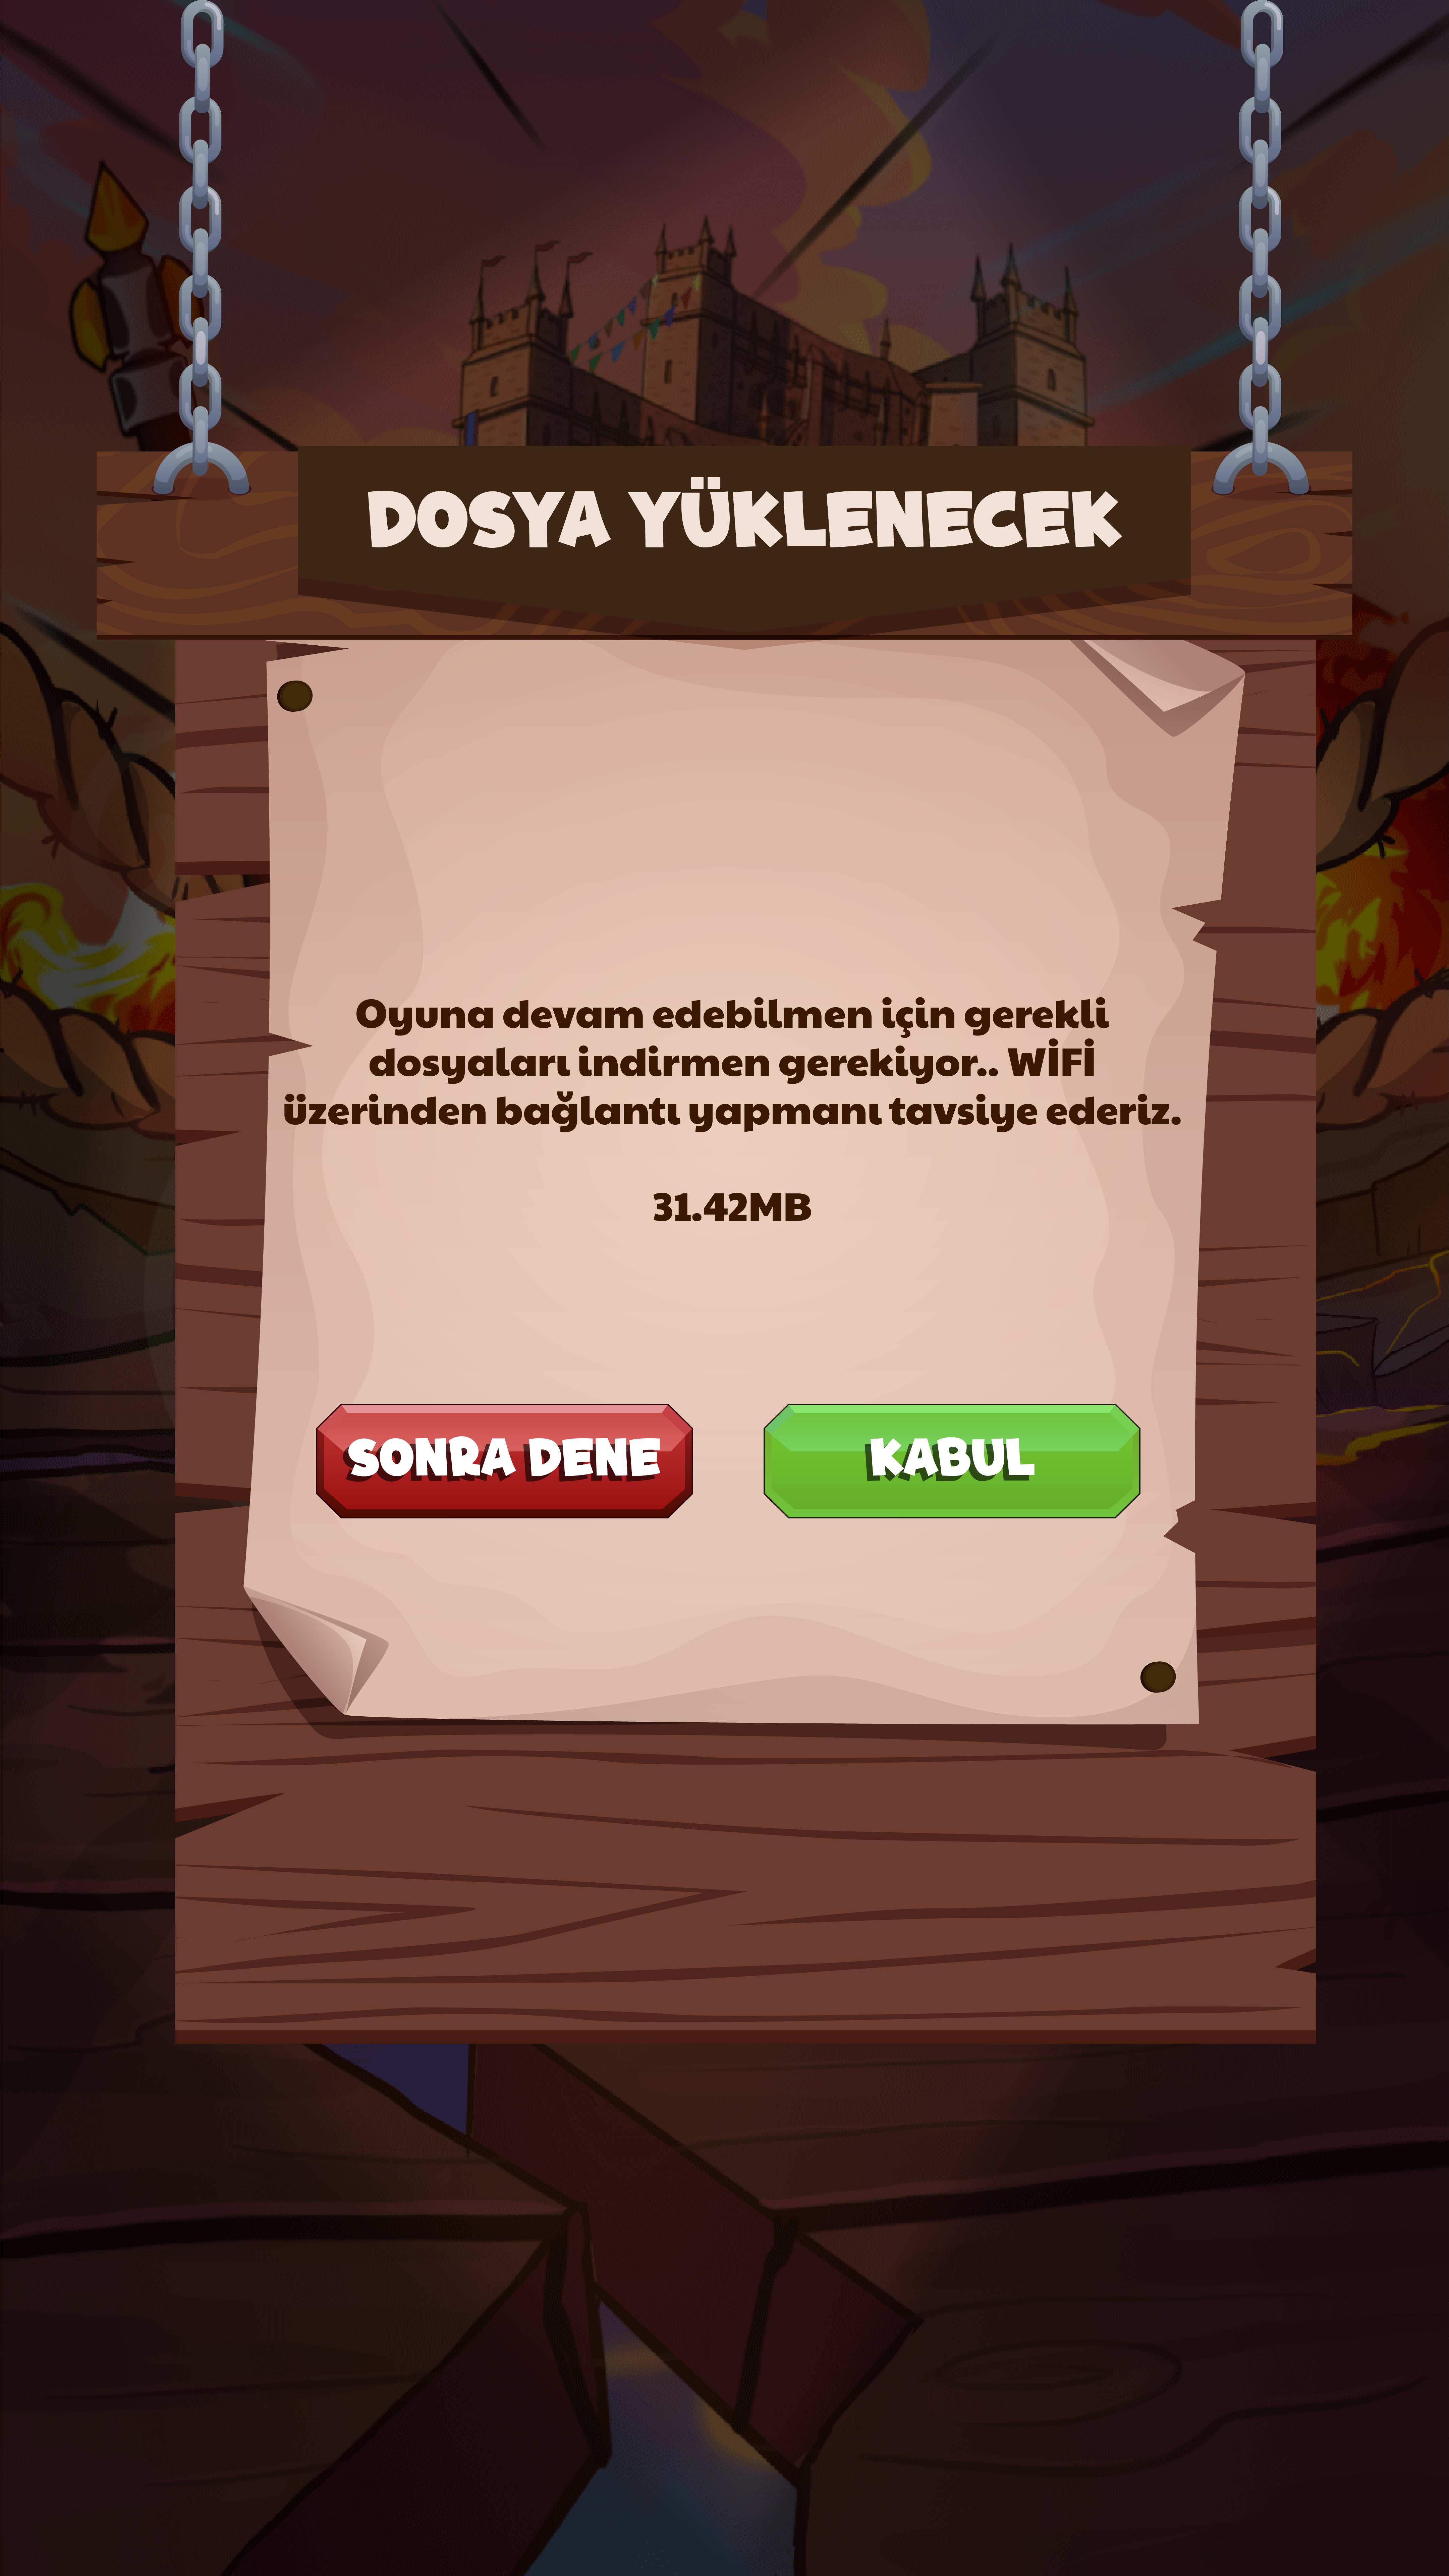 DOSYA YÜKLENECEK
Oyuna devam edebilmen için gerekli
dosyaları indirmen gerekiyor.. WİFİ
üzerinden bağlantı yapmanı tavsiye ederiz.
31.42MB
SONRA DENE
KABUL